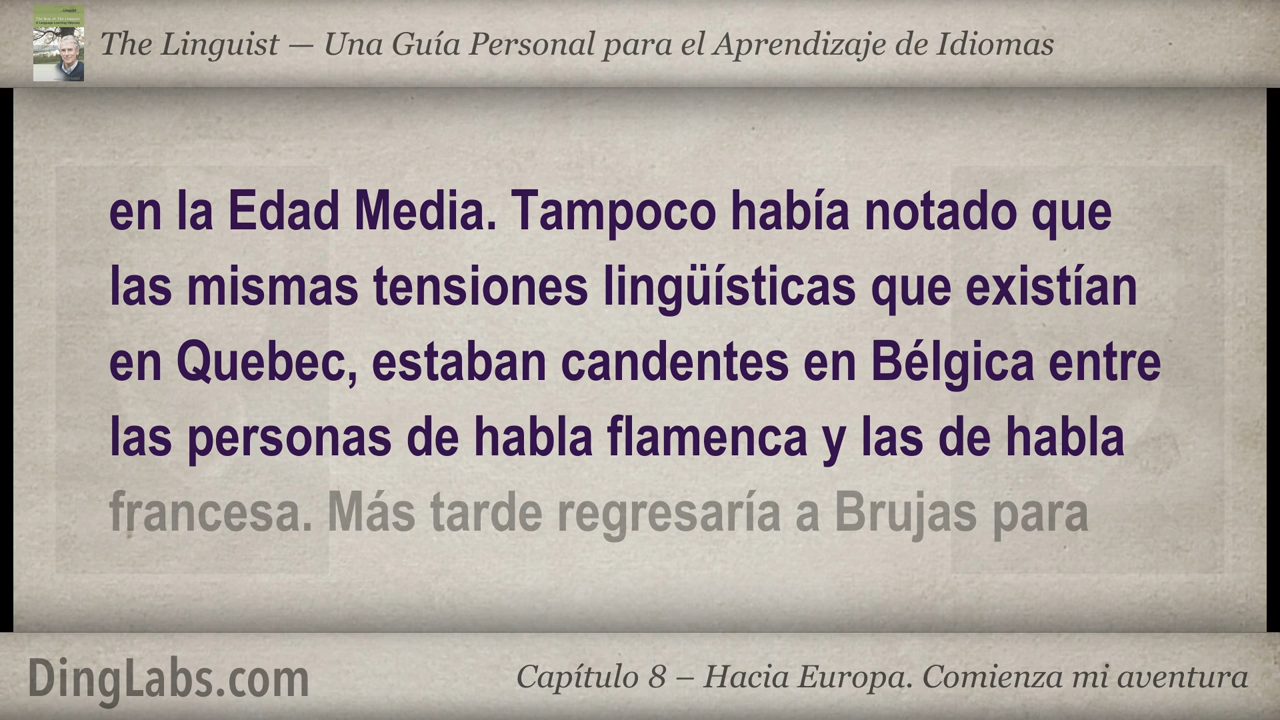 The Linguist — Una Guía Personal para el Aprendizaje de Idiomas
en la Edad Media. Tampoco había notado que
las mismas tensiones lingüísticas que existían
en Quebec, estaban candentes en Bélgica entre
las personas de habla flamenca y las de habla
francesa. Más tarde regresaría a Brujas para
DingLabs.com
Capítulo 8 – Hacia Europa. Comienza mi aventura